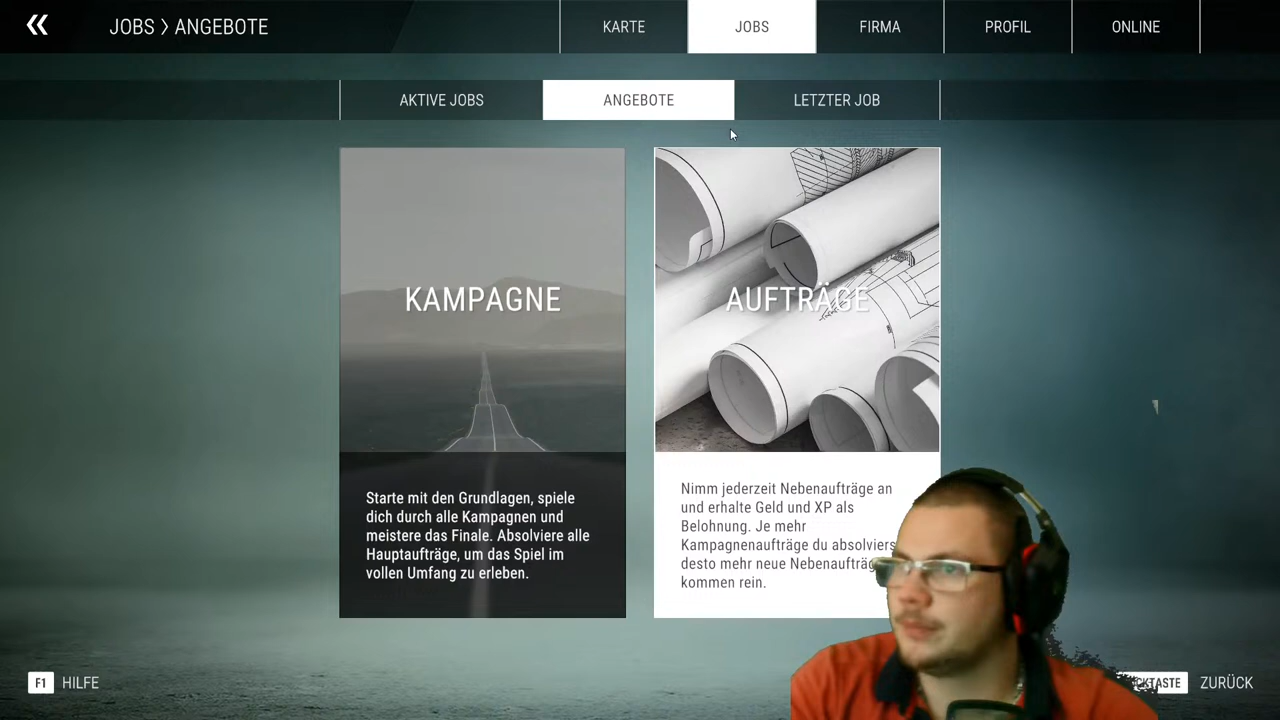 JOBS > ANGEBOTE
KARTE
JOBS
FIRMA
PROFIL
ONLINE
AKTIVE JOBS
ANGEBOTE
LETZTER JOB
KAMPAGNE
Starte mit den Grundlagen, spiele
dich durch alle Kampagnen und
meistere das Finale. Absolviere alle
Hauptaufträge, um das Spiel im
vollen Umfang zu erleben.
AUFTRÄGE
Nimm jederzeit Nebenaufträge an
und erhalte Geld und XP als
Belohnung. Je mehr
Kampagnenaufträge du absolviers
desto mehr neue Nebenaufträg
kommen rein.
F1 HILFE
KTASTE ZURÜCK